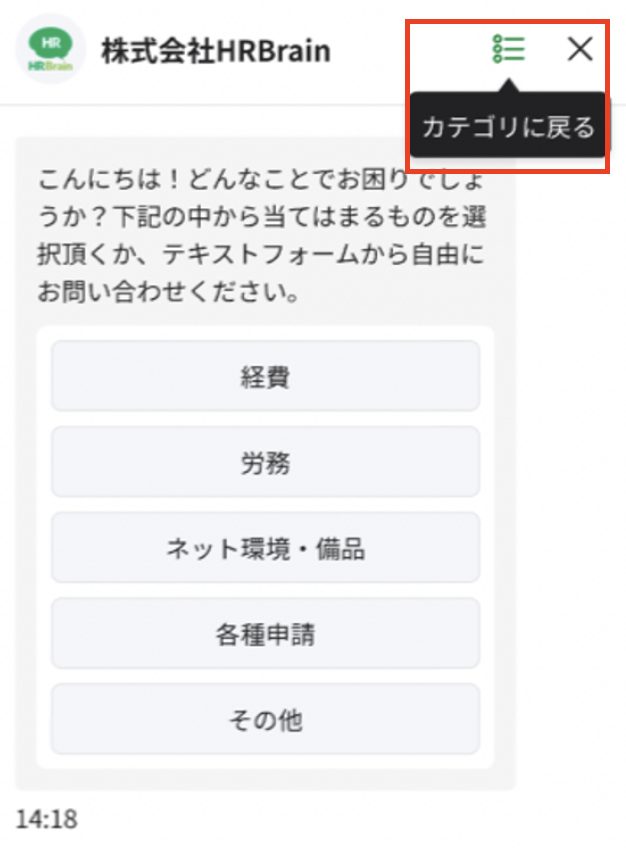 HR
HRBrain
株式会社HRBrain
カテゴリに戻る
こんにちは！どんなことでお困りでしょ
うか？下記の中から当てはまるものを選
択頂くか、テキストフォームから自由に
お問い合わせください。
経費
労務
ネット環境・備品
各種申請
その他
14:18